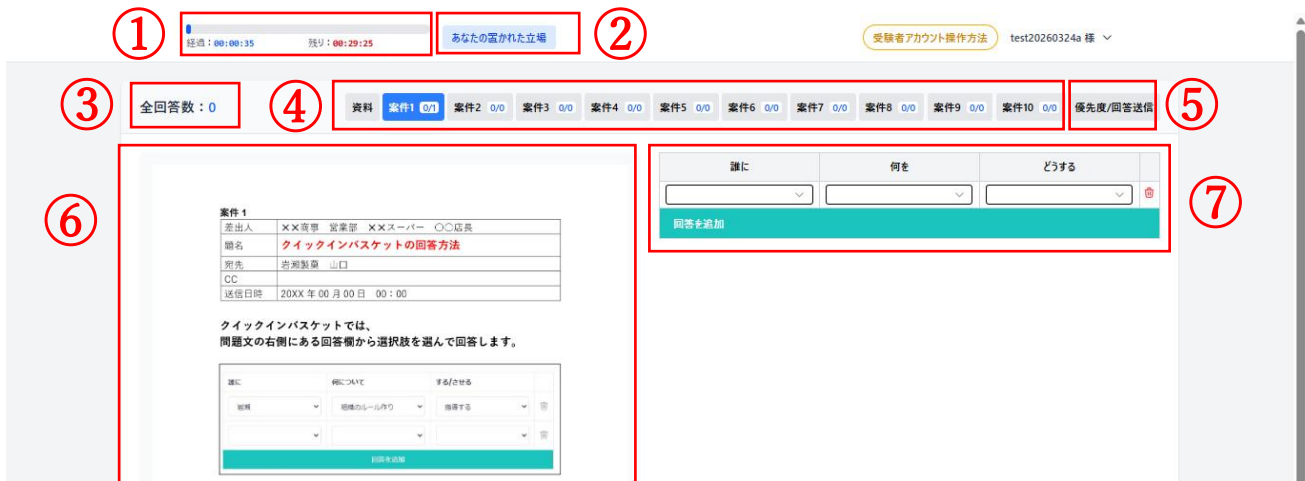 ① 経過：00:00:35 残り：00:29:25 あなたの置かれた立場 ② 受験者アカウント操作方法 test20260324a 様
③ 全回答数：0 ④ 資料 案件1 0/1 案件2 0/0 案件3 0/0 案件4 0/0 案件5 0/0 案件6 0/0 案件7 0/0 案件8 0/0 案件9 0/0 案件10 0/0 優先度/回答送信 ⑤
⑥
案件 1
差出人 ××商事 営業部 ××スーパー 〇〇店長
題名 クイックインバスケットの回答方法
宛先 岩瀬製菓 山口
CC
送信日時 20XX 年 00 月 00 日 00：00
クイックインバスケットでは、
問題文の右側にある回答欄から選択肢を選んで回答します。
誰に 何について する/させる
岩瀬 組織のルール作り 指導する
回答を追加
誰に 何を どうする
回答を追加
⑦